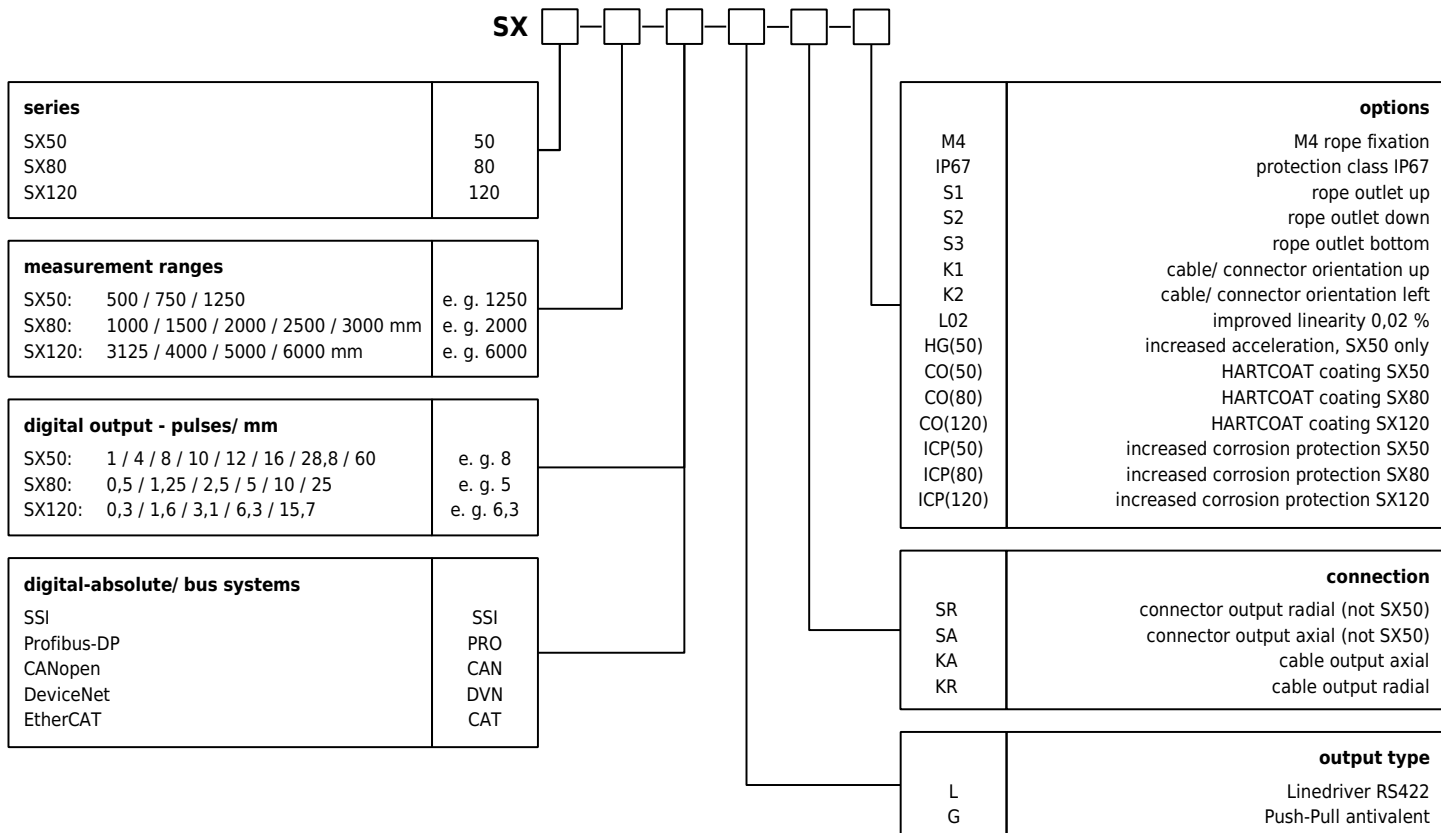 SX
series
SX50 50
SX80 80
SX120 120
measurement ranges
SX50: 500 / 750 / 1250 e. g. 1250
SX80: 1000 / 1500 / 2000 / 2500 / 3000 mm e. g. 2000
SX120: 3125 / 4000 / 5000 / 6000 mm e. g. 6000
digital output - pulses/ mm
SX50: 1 / 4 / 8 / 10 / 12 / 16 / 28,8 / 60 e. g. 8
SX80: 0,5 / 1,25 / 2,5 / 5 / 10 / 25 e. g. 5
SX120: 0,3 / 1,6 / 3,1 / 6,3 / 15,7 e. g. 6,3
digital-absolute/ bus systems
SSI SSI
Profibus-DP PRO
CANopen CAN
DeviceNet DVN
EtherCAT CAT
options
M4 M4 rope fixation
IP67 protection class IP67
S1 rope outlet up
S2 rope outlet down
S3 rope outlet bottom
K1 cable/ connector orientation up
K2 cable/ connector orientation left
L02 improved linearity 0,02 %
HG(50) increased acceleration, SX50 only
CO(50) HARTCOAT coating SX50
CO(80) HARTCOAT coating SX80
CO(120) HARTCOAT coating SX120
ICP(50) increased corrosion protection SX50
ICP(80) increased corrosion protection SX80
ICP(120) increased corrosion protection SX120
connection
SR connector output radial (not SX50)
SA connector output axial (not SX50)
KA cable output axial
KR cable output radial
output type
L Linedriver RS422
G Push-Pull antivalent